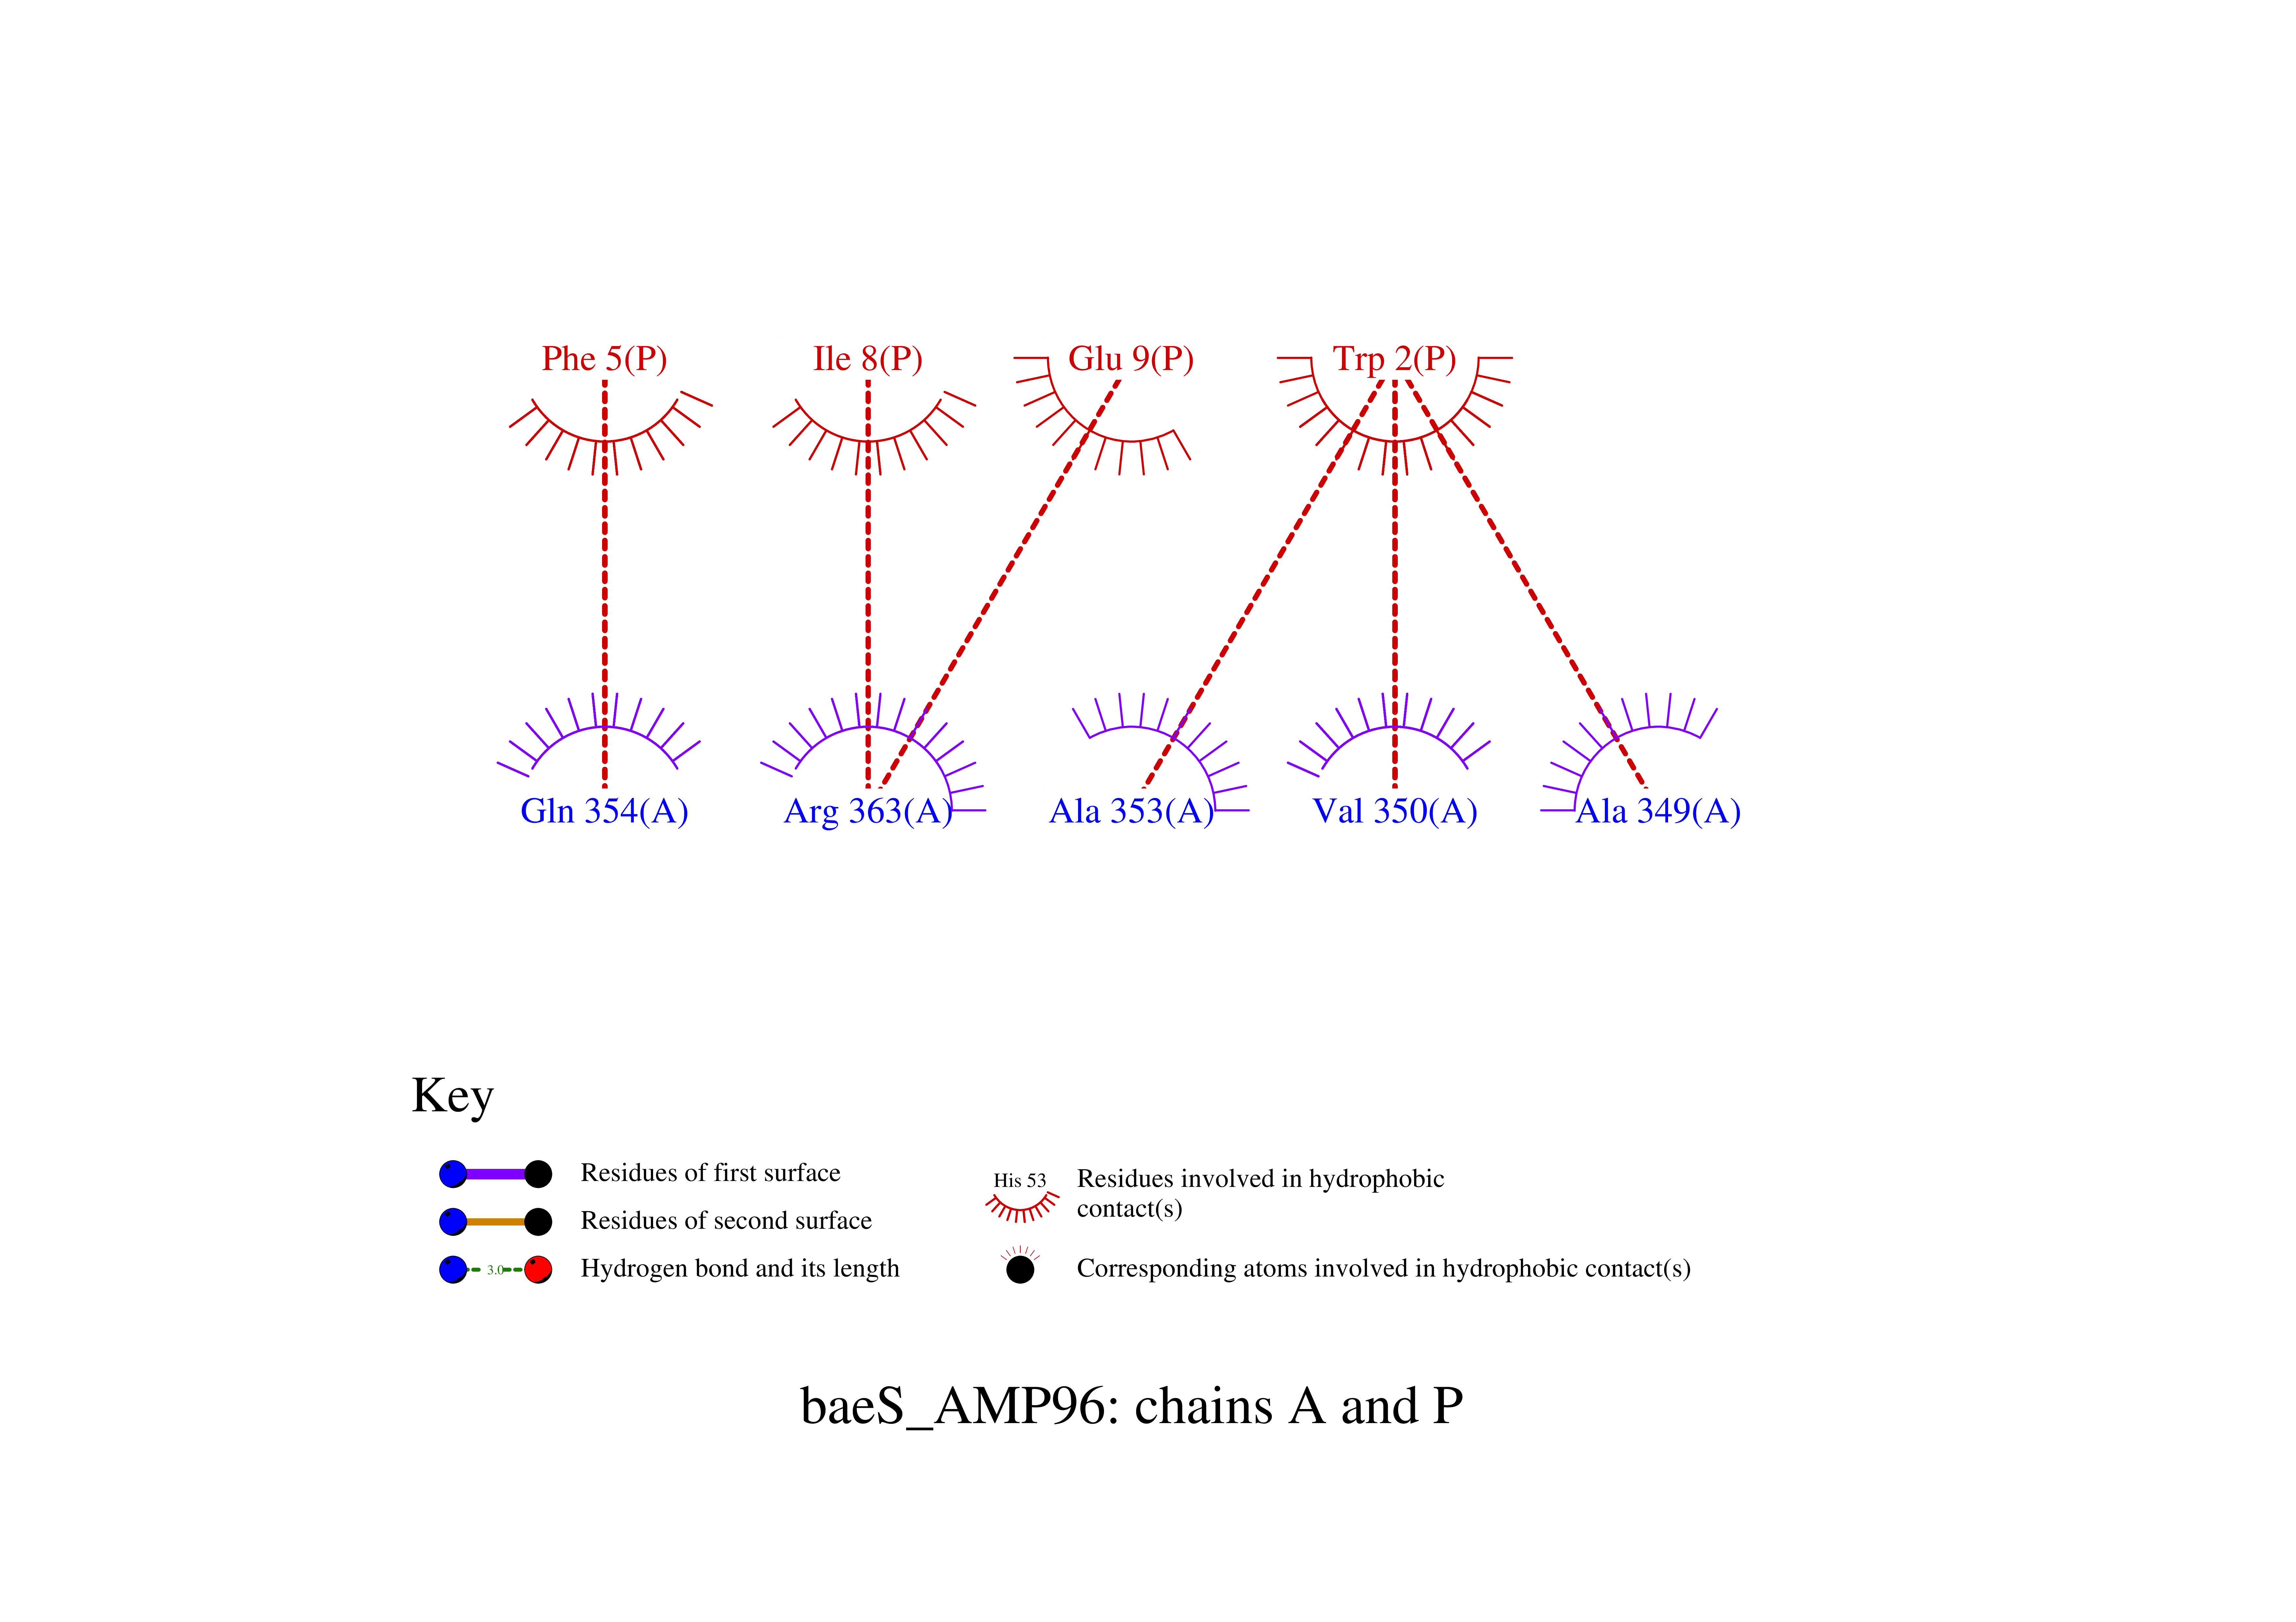 Phe 5(P) Ile 8(P) Glu 9(P) Trp 2(P)
Gln 354(A) Arg 363(A) Ala 353(A) Val 350(A) Ala 349(A)
Key
Residues of first surface
Residues of second surface
3.0 Hydrogen bond and its length
His 53 Residues involved in hydrophobic
contact(s)
Corresponding atoms involved in hydrophobic contact(s)
baeS_AMP96: chains A and P